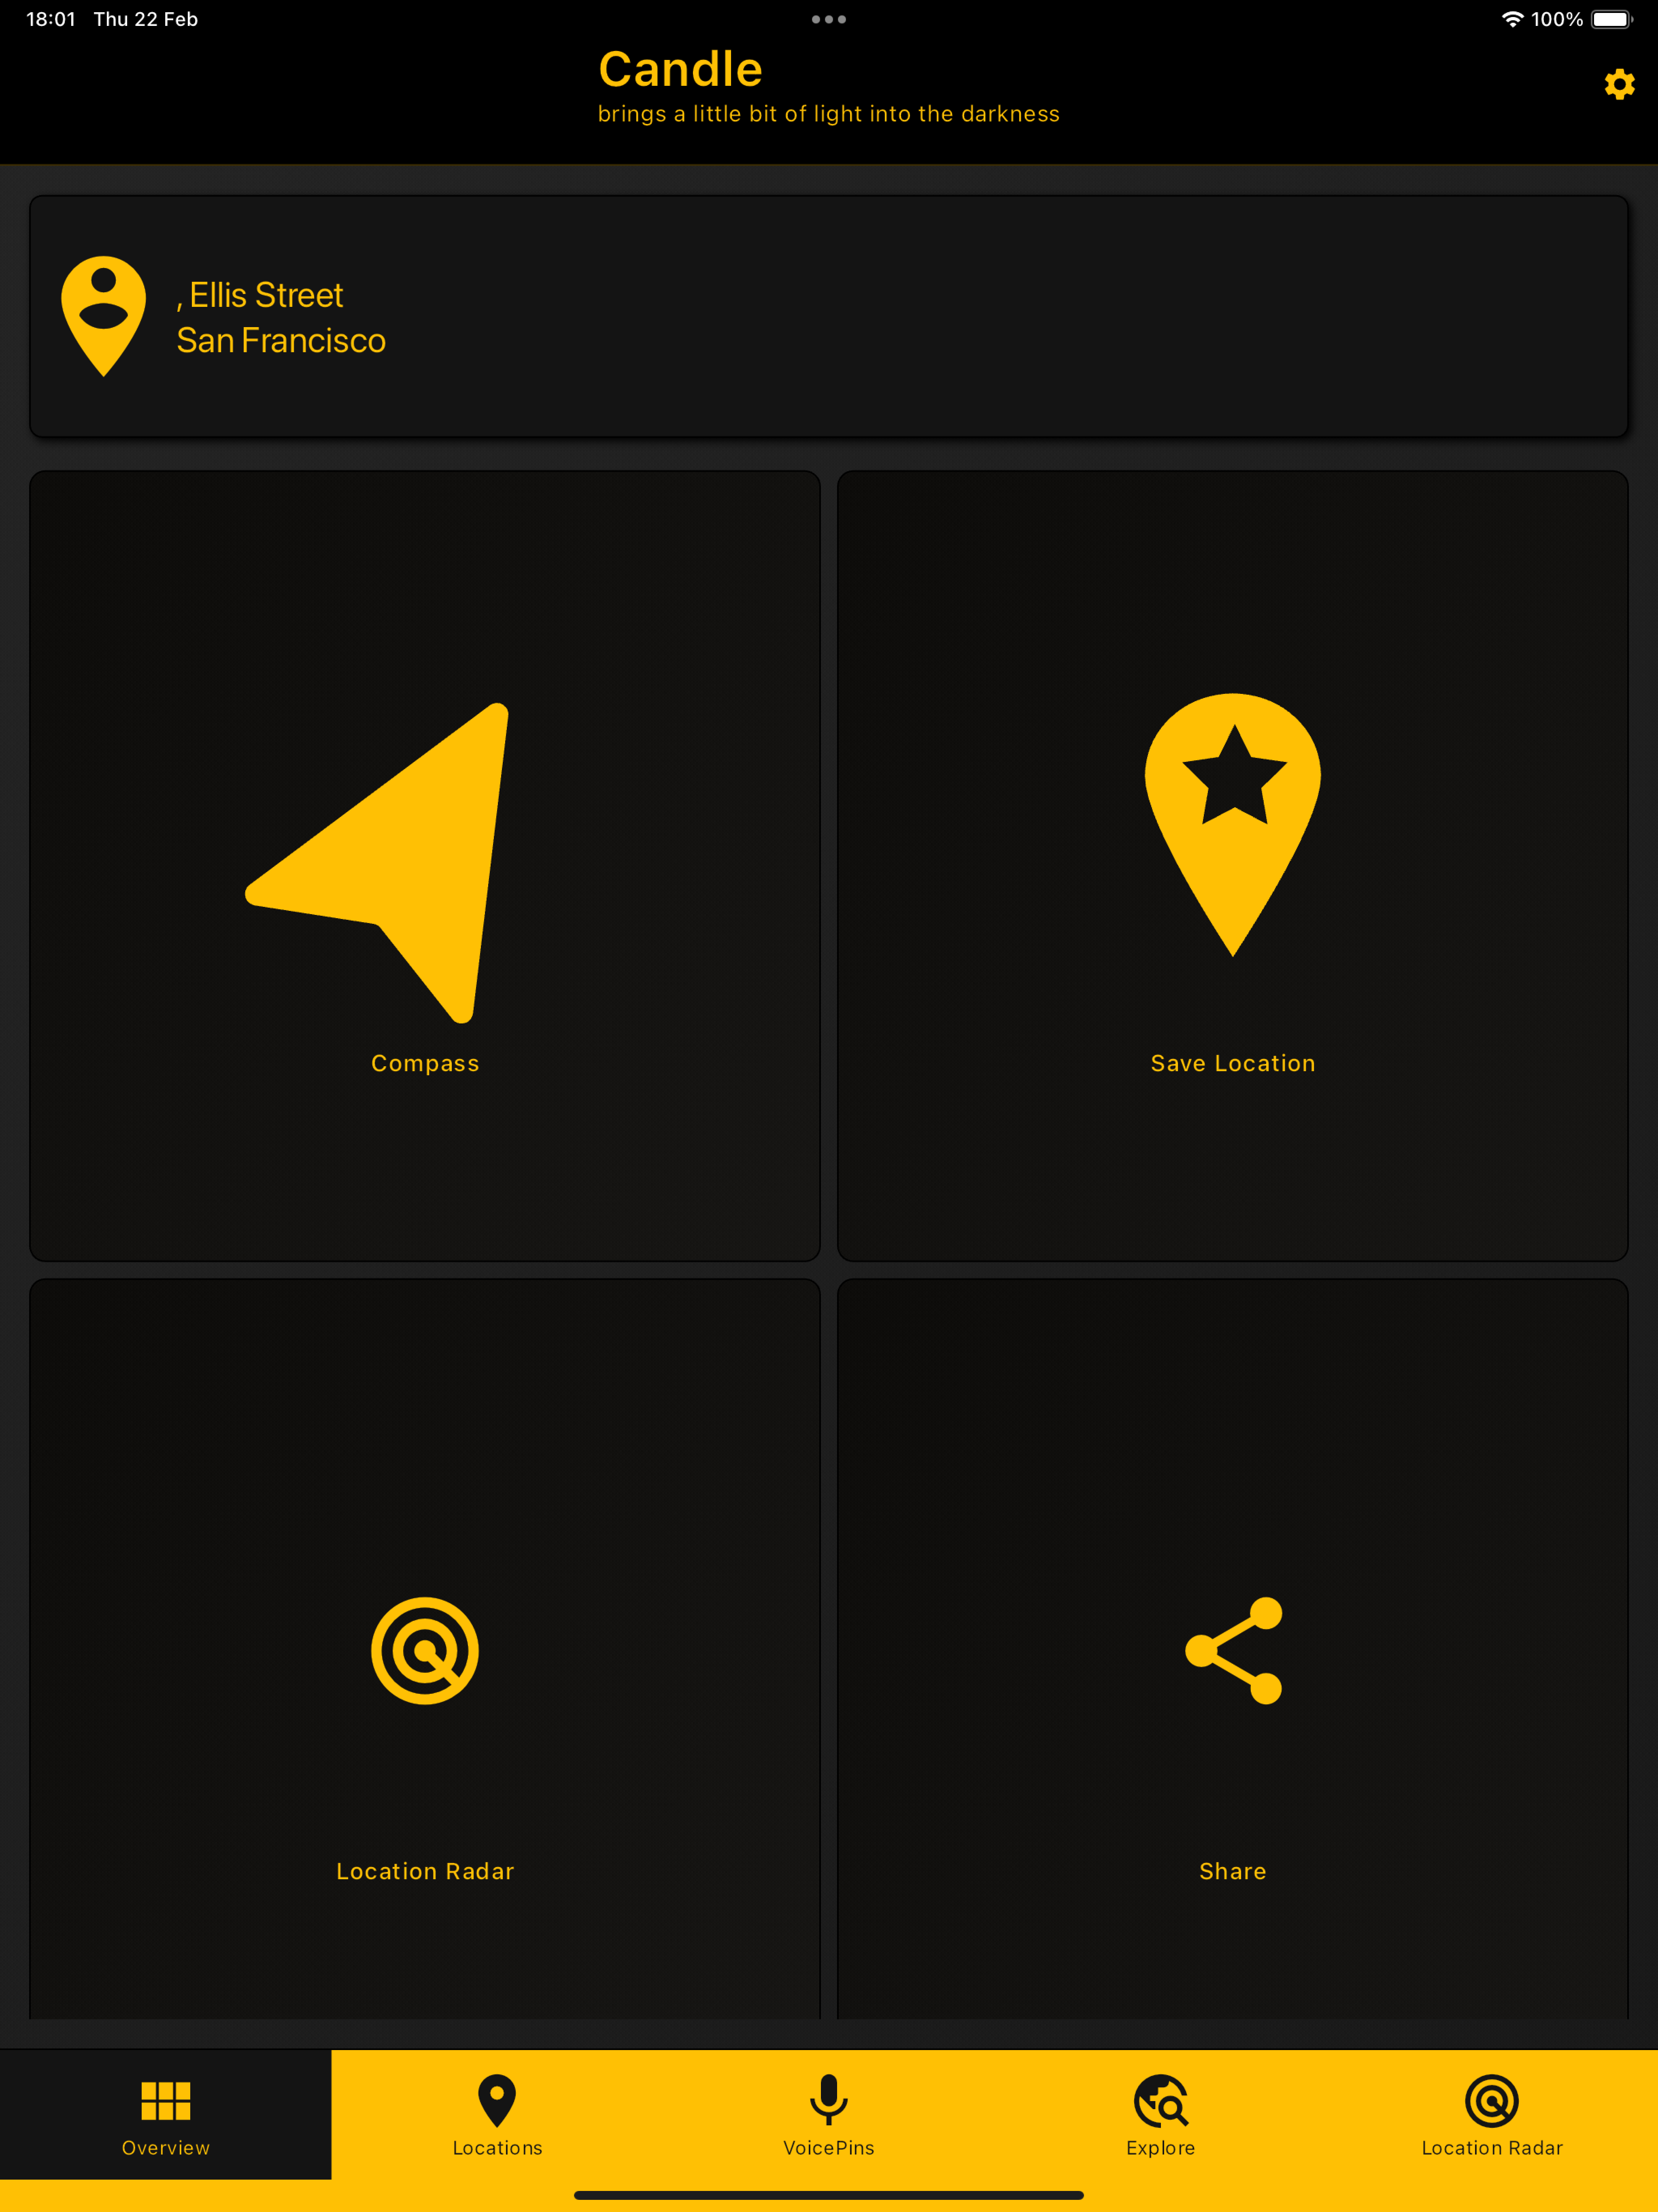 18:01 Thu 22 Feb
100%
Candle
brings a little bit of light into the darkness
, Ellis Street
San Francisco
Compass
Save Location
Location Radar
Share
Overview
Locations
VoicePins
Explore
Location Radar